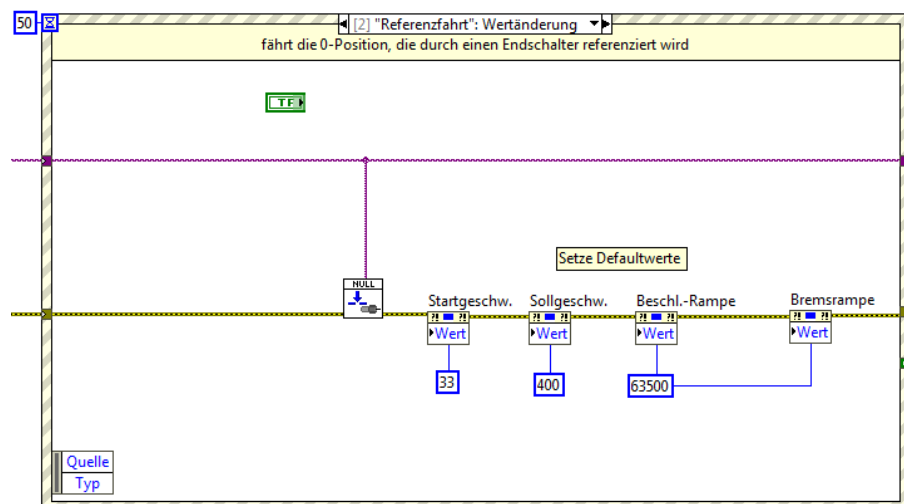 50
[2] "Referenzfahrt": Wertänderung
fährt die 0-Position, die durch einen Endschalter referenziert wird
TF
Setze Defaultwerte
NULL
Startgeschw. Sollgeschw. Beschl.-Rampe Bremsrampe
?! ?! ?! ?! ?! ?! ?! ?!
Wert Wert Wert Wert
33 400 63500
Quelle
Typ